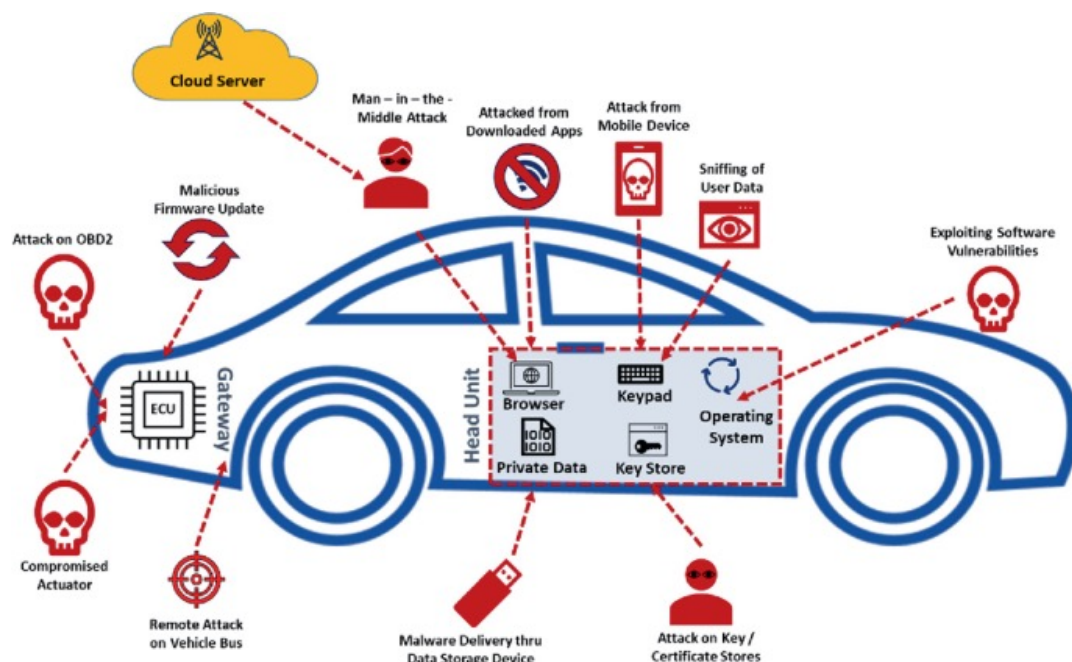 Cloud Server
Man – in – the -
Middle Attack
Attacked from
Downloaded Apps
Attack from
Mobile Device
Sniffing of
User Data
Malicious
Firmware Update
Attack on OBD2
Exploiting Software
Vulnerabilities
ECU
Gateway
Head Unit
Browser
Keypad
Operating
System
IOIO
IOIO
Private Data
Key Store
Compromised
Actuator
Remote Attack
on Vehicle Bus
Malware Delivery thru
Data Storage Device
Attack on Key /
Certificate Stores